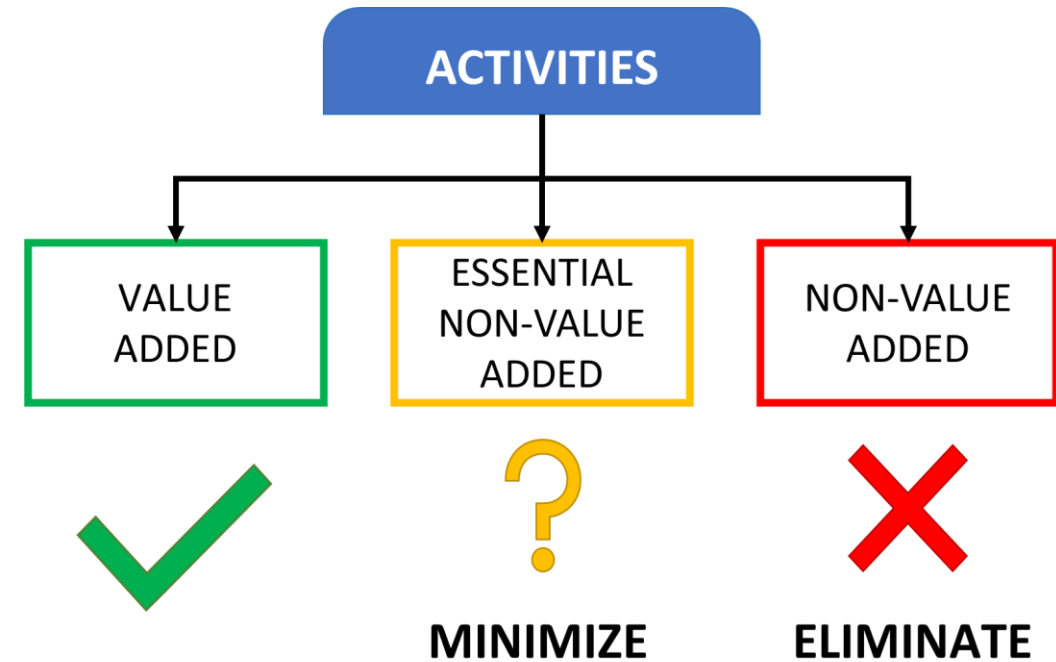 ACTIVITIES
VALUE
ADDED
ESSENTIAL
NON-VALUE
ADDED
NON-VALUE
ADDED
MINIMIZE
ELIMINATE